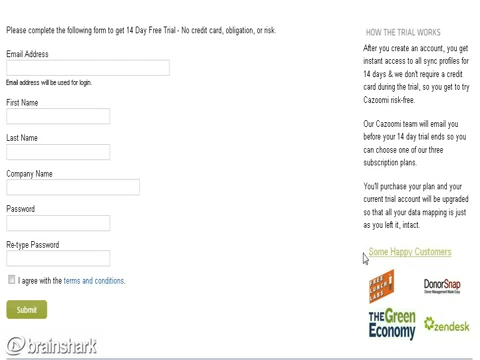 Please complete the following form to get 14 Day Free Trial - No credit card, obligation, or risk.
Email Address
Email address will be used for login.
First Name
Last Name
Company Name
Password
Re-type Password
I agree with the terms and conditions.
Submit
HOW THE TRIAL WORKS
After you create an account, you get
instant access to all sync profiles for
14 days & we don't require a credit
card during the trial, so you get to try
Cazoomi risk-free.
Our Cazoomi team will email you
before your 14 day trial ends so you
can choose one of our three
subscription plans.
You'll purchase your plan and your
current trial account will be upgraded
so that all your data mapping is just
as you left it, intact.
Some Happy Customers
FREE
LUNCH
LABS
DonorSnap
Donor Management Made Easy
THE Green
Economy
zendesk
brainshark